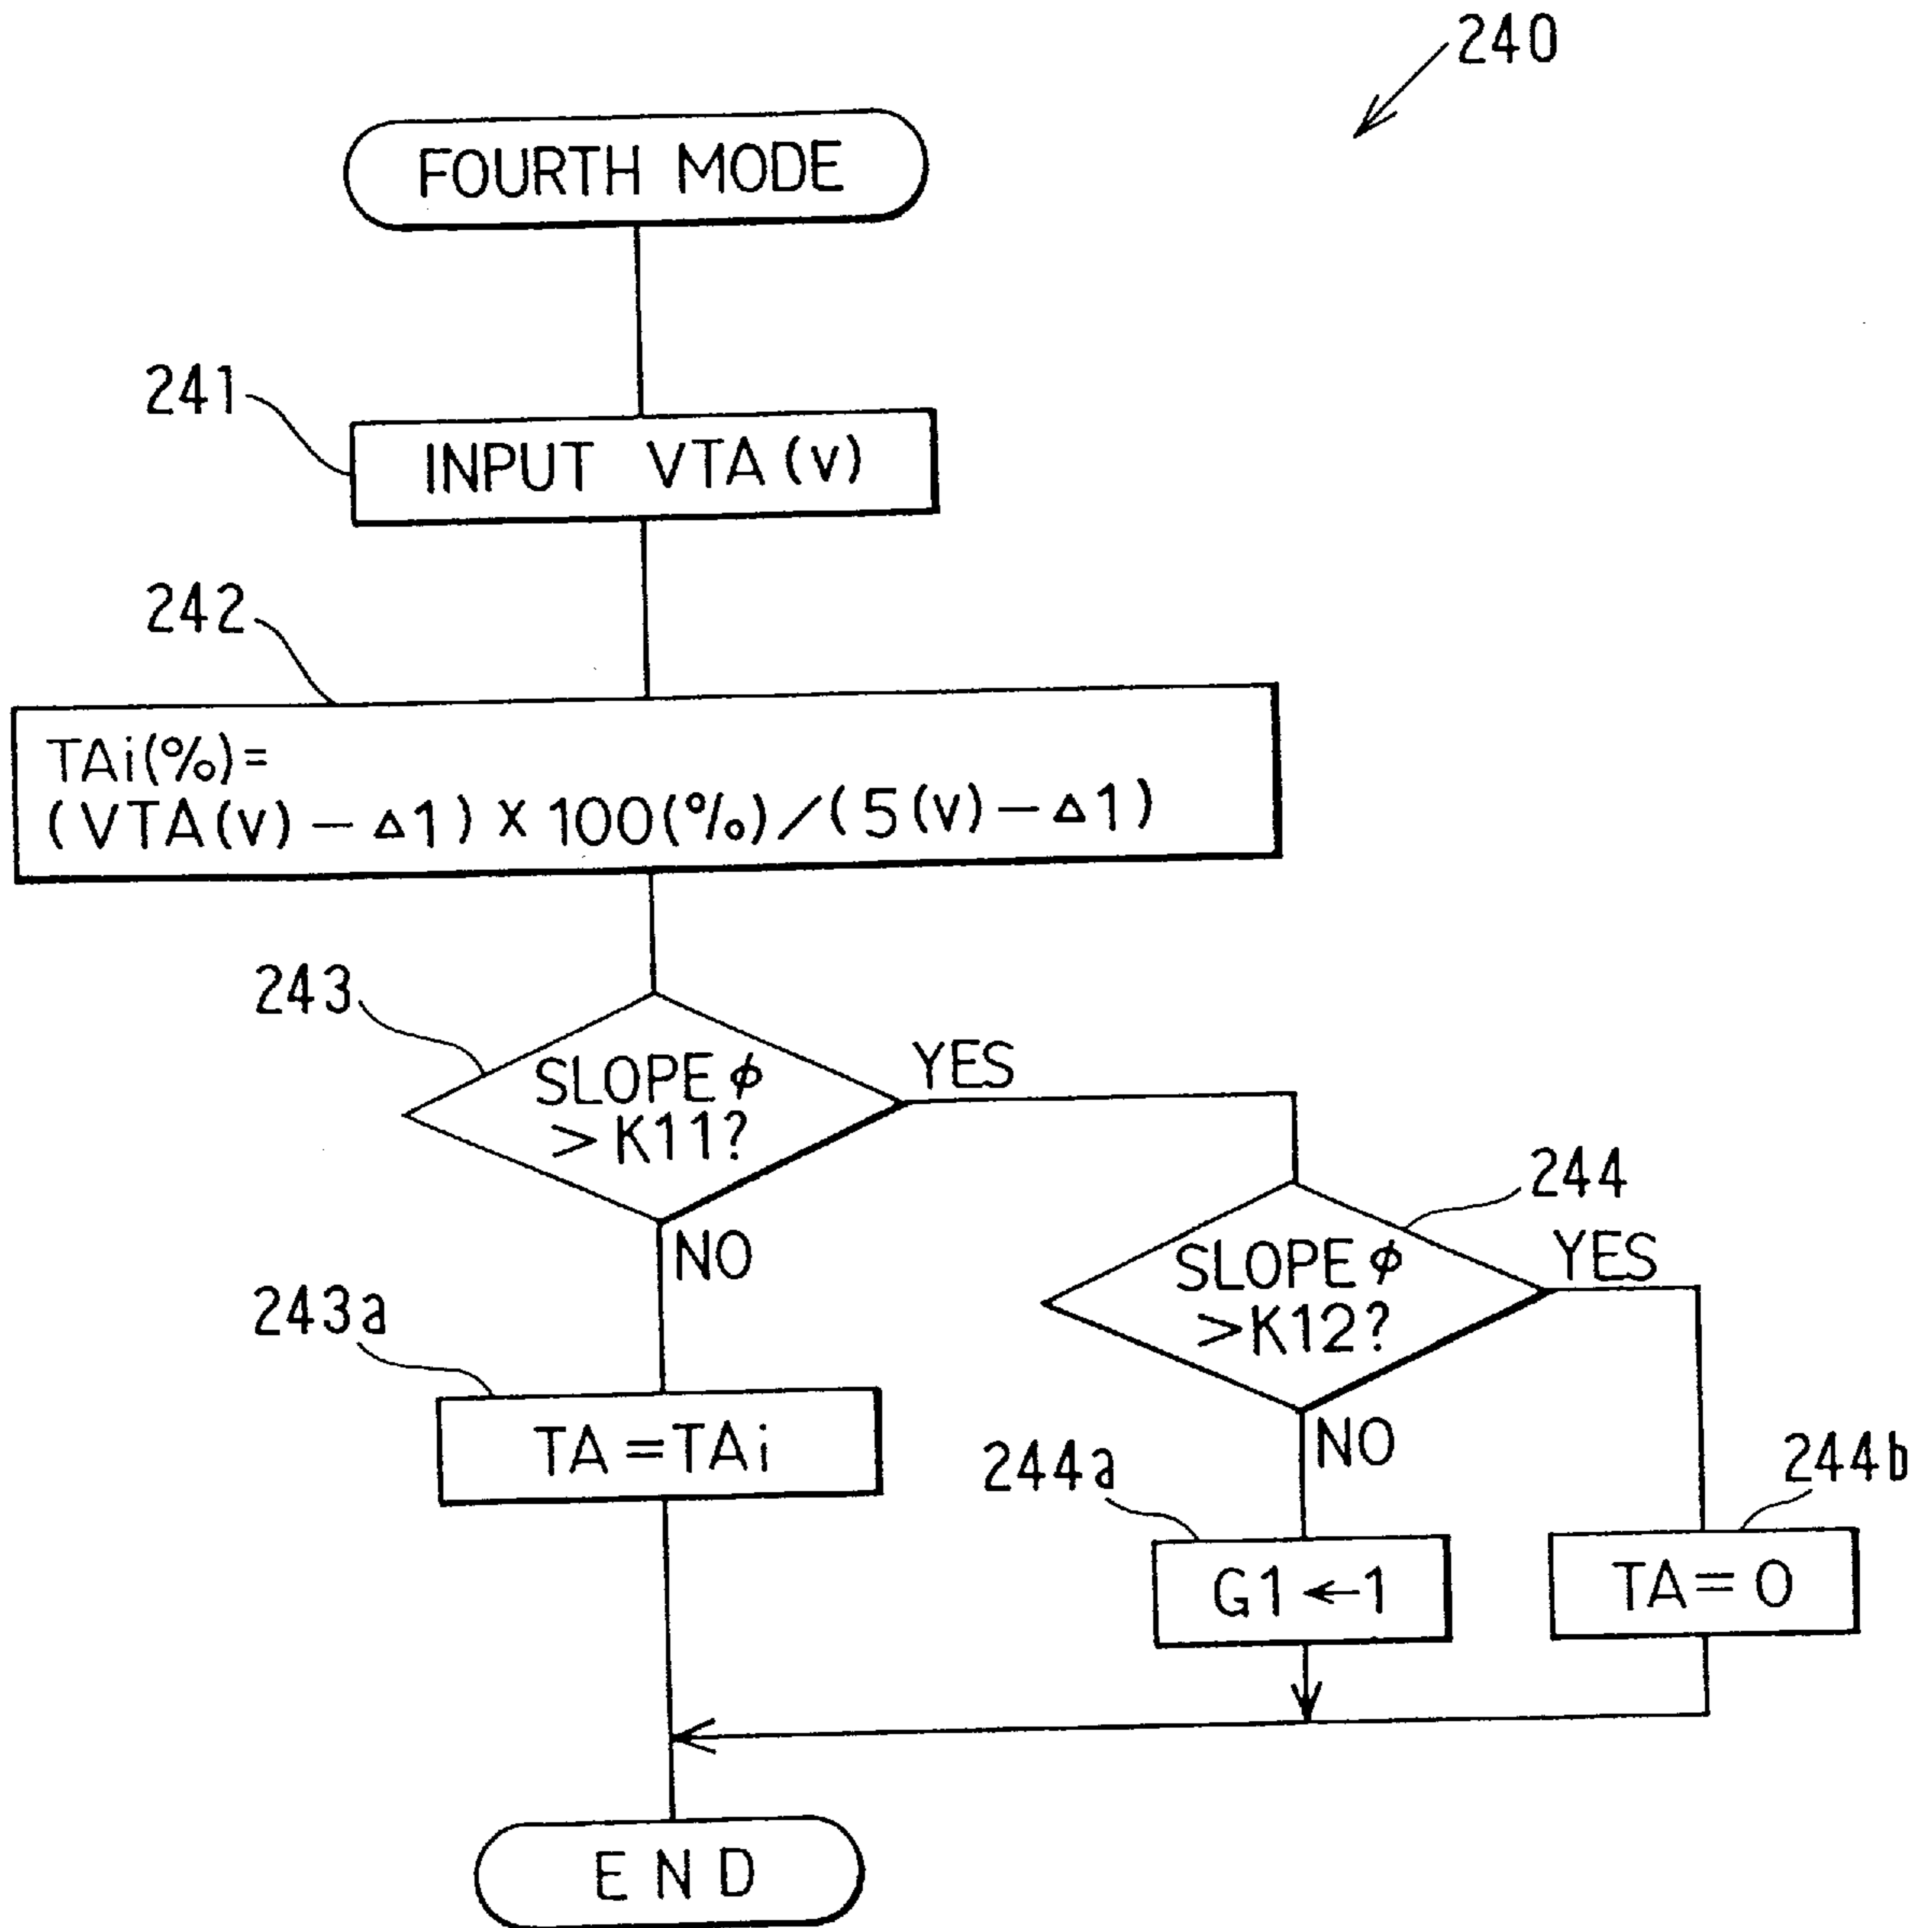 240
FOURTH MODE
241
INPUT VTA(v)
242
TAi(%)=
(VTA(v)-Δ1)×100(%)/(5(v)-Δ1)
243
SLOPE ϕ
>K11?
YES
NO
244
SLOPE ϕ
>K12?
YES
NO
243a
TA=TAi
244a
G1←1
244b
TA=0
END